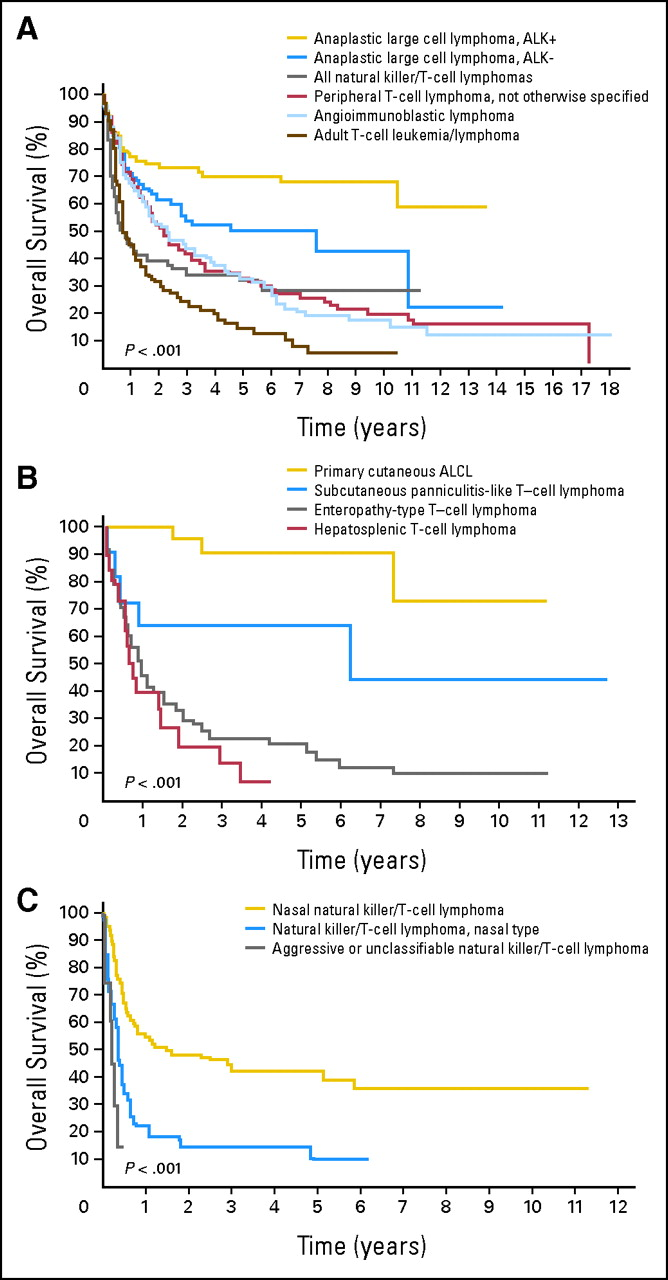 A
Anaplastic large cell lymphoma, ALK+
Anaplastic large cell lymphoma, ALK-
All natural killer/T-cell lymphomas
Peripheral T-cell lymphoma, not otherwise specified
Angioimmunoblastic lymphoma
Adult T-cell leukemia/lymphoma
Overall Survival (%)
100
90
80
70
60
50
40
30
20
10
P < .001
0 1 2 3 4 5 6 7 8 9 10 11 12 13 14 15 16 17 18
Time (years)
B
Primary cutaneous ALCL
Subcutaneous panniculitis-like T–cell lymphoma
Enteropathy-type T–cell lymphoma
Hepatosplenic T-cell lymphoma
Overall Survival (%)
100
90
80
70
60
50
40
30
20
10
P < .001
0 1 2 3 4 5 6 7 8 9 10 11 12 13
Time (years)
C
Nasal natural killer/T-cell lymphoma
Natural killer/T-cell lymphoma, nasal type
Aggressive or unclassifiable natural killer/T-cell lymphoma
Overall Survival (%)
100
90
80
70
60
50
40
30
20
10
P < .001
0 1 2 3 4 5 6 7 8 9 10 11 12
Time (years)